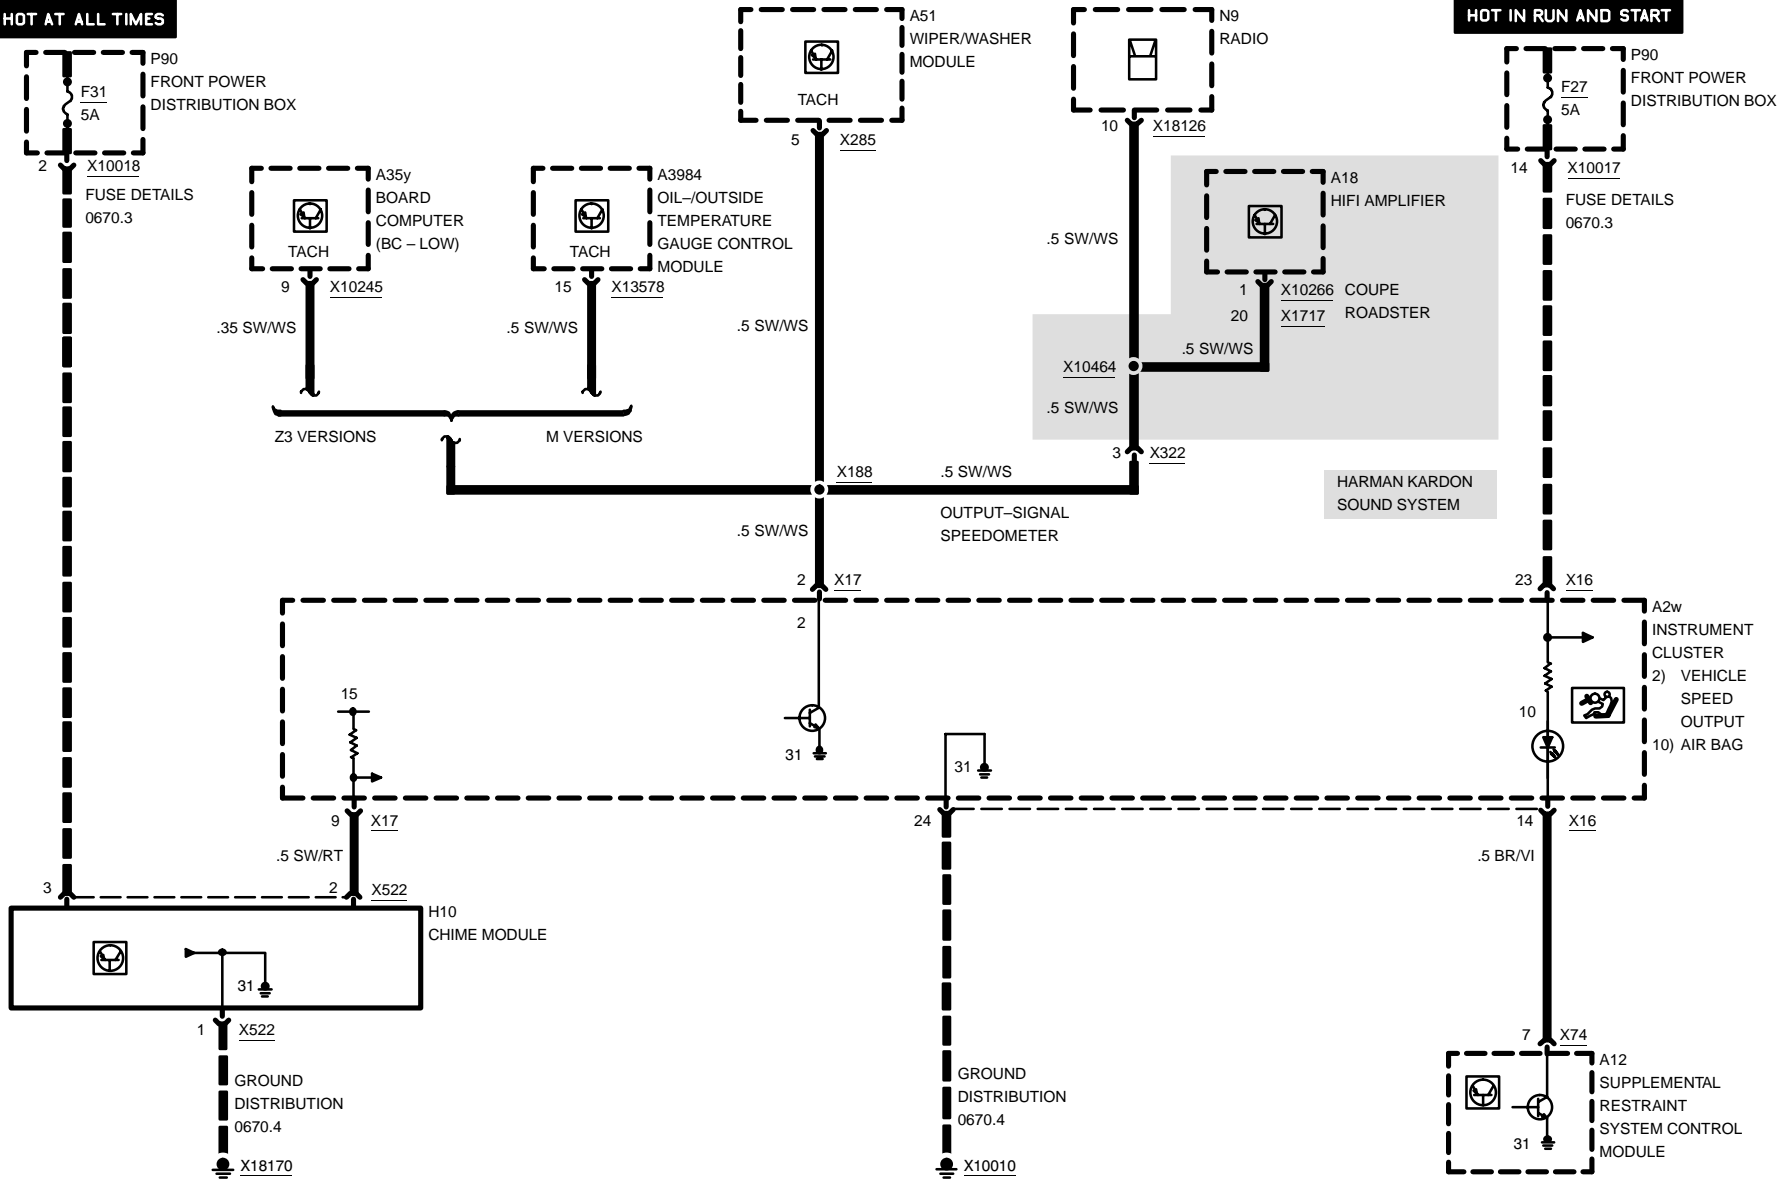 HOT AT ALL TIMES
P90
FRONT POWER
DISTRIBUTION BOX
F31
5A
2 X10018
FUSE DETAILS
0670.3
A35y
BOARD
COMPUTER
(BC – LOW)
TACH
9 X10245
.35 SW/WS
A3984
OIL–/OUTSIDE
TEMPERATURE
GAUGE CONTROL
MODULE
TACH
15 X13578
.5 SW/WS
Z3 VERSIONS
M VERSIONS
A51
WIPER/WASHER
MODULE
TACH
5 X285
.5 SW/WS
N9
RADIO
10 X18126
.5 SW/WS
A18
HIFI AMPLIFIER
1 X10266 COUPE
20 X1717 ROADSTER
.5 SW/WS
X10464
.5 SW/WS
3 X322
HARMAN KARDON
SOUND SYSTEM
HOT IN RUN AND START
P90
FRONT POWER
DISTRIBUTION BOX
F27
5A
14 X10017
FUSE DETAILS
0670.3
X188
.5 SW/WS
OUTPUT–SIGNAL
SPEEDOMETER
.5 SW/WS
2 X17
23 X16
A2w
INSTRUMENT
CLUSTER
2) VEHICLE
SPEED
OUTPUT
10) AIR BAG
2
15
31
31
10
9 X17
24
14 X16
.5 SW/RT
.5 BR/VI
3
2 X522
H10
CHIME MODULE
31
1 X522
GROUND
DISTRIBUTION
0670.4
X18170
GROUND
DISTRIBUTION
0670.4
X10010
7 X74
A12
SUPPLEMENTAL
RESTRAINT
SYSTEM CONTROL
MODULE
31